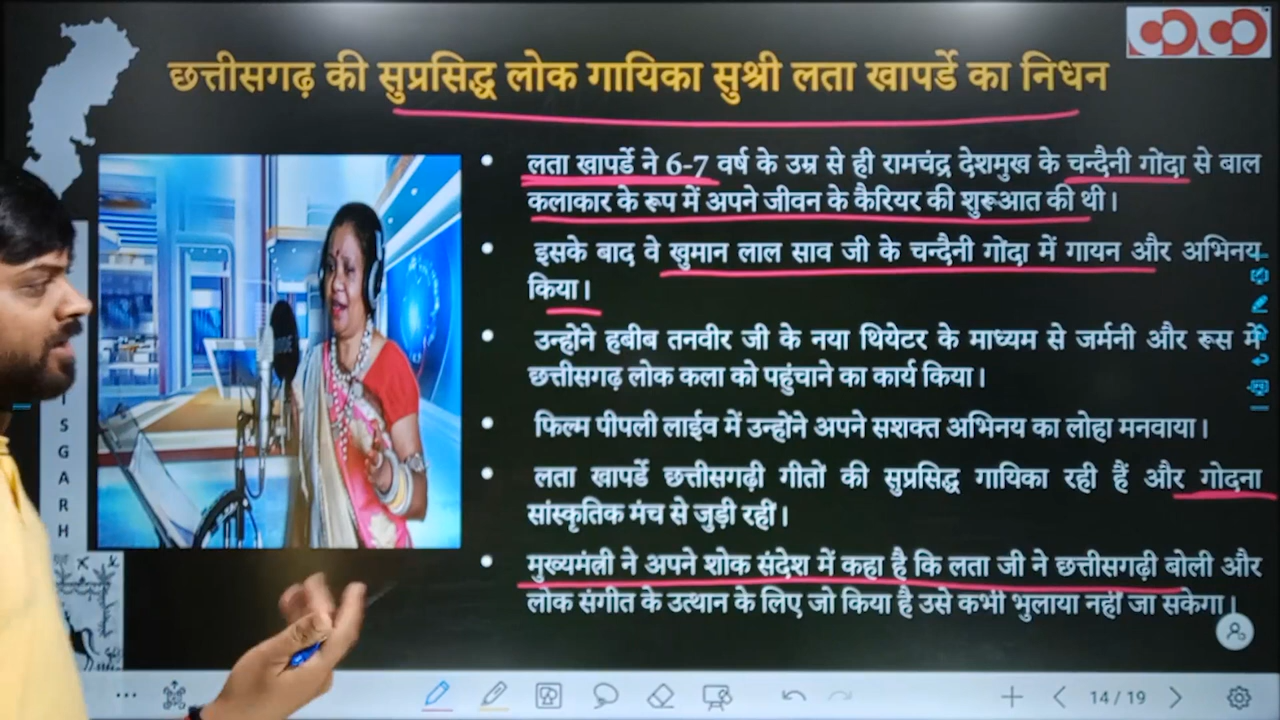 छत्तीसगढ़ की सुप्रसिद्ध लोक गायिका सुश्री लता खापर्डे का निधन
• लता खापर्डे ने 6-7 वर्ष के उम्र से ही रामचंद्र देशमुख के चन्दैनी गोंदा से बाल
कलाकार के रूप में अपने जीवन के कैरियर की शुरूआत की थी।
• इसके बाद वे खुमान लाल साव जी के चन्दैनी गोंदा में गायन और अभिनय
किया।
• उन्होंने हबीब तनवीर जी के नया थियेटर के माध्यम से जर्मनी और रूस में
छत्तीसगढ़ लोक कला को पहुंचाने का कार्य किया।
• फिल्म पीपली लाईव में उन्होंने अपने सशक्त अभिनय का लोहा मनवाया।
• लता खापर्डे छत्तीसगढ़ी गीतों की सुप्रसिद्ध गायिका रही हैं और गोदना
सांस्कृतिक मंच से जुड़ी रहीं।
• मुख्यमंत्री ने अपने शोक संदेश में कहा है कि लता जी ने छत्तीसगढ़ी बोली और
लोक संगीत के उत्थान के लिए जो किया है उसे कभी भुलाया नहीं जा सकेगा।
ISGARH
14 / 19